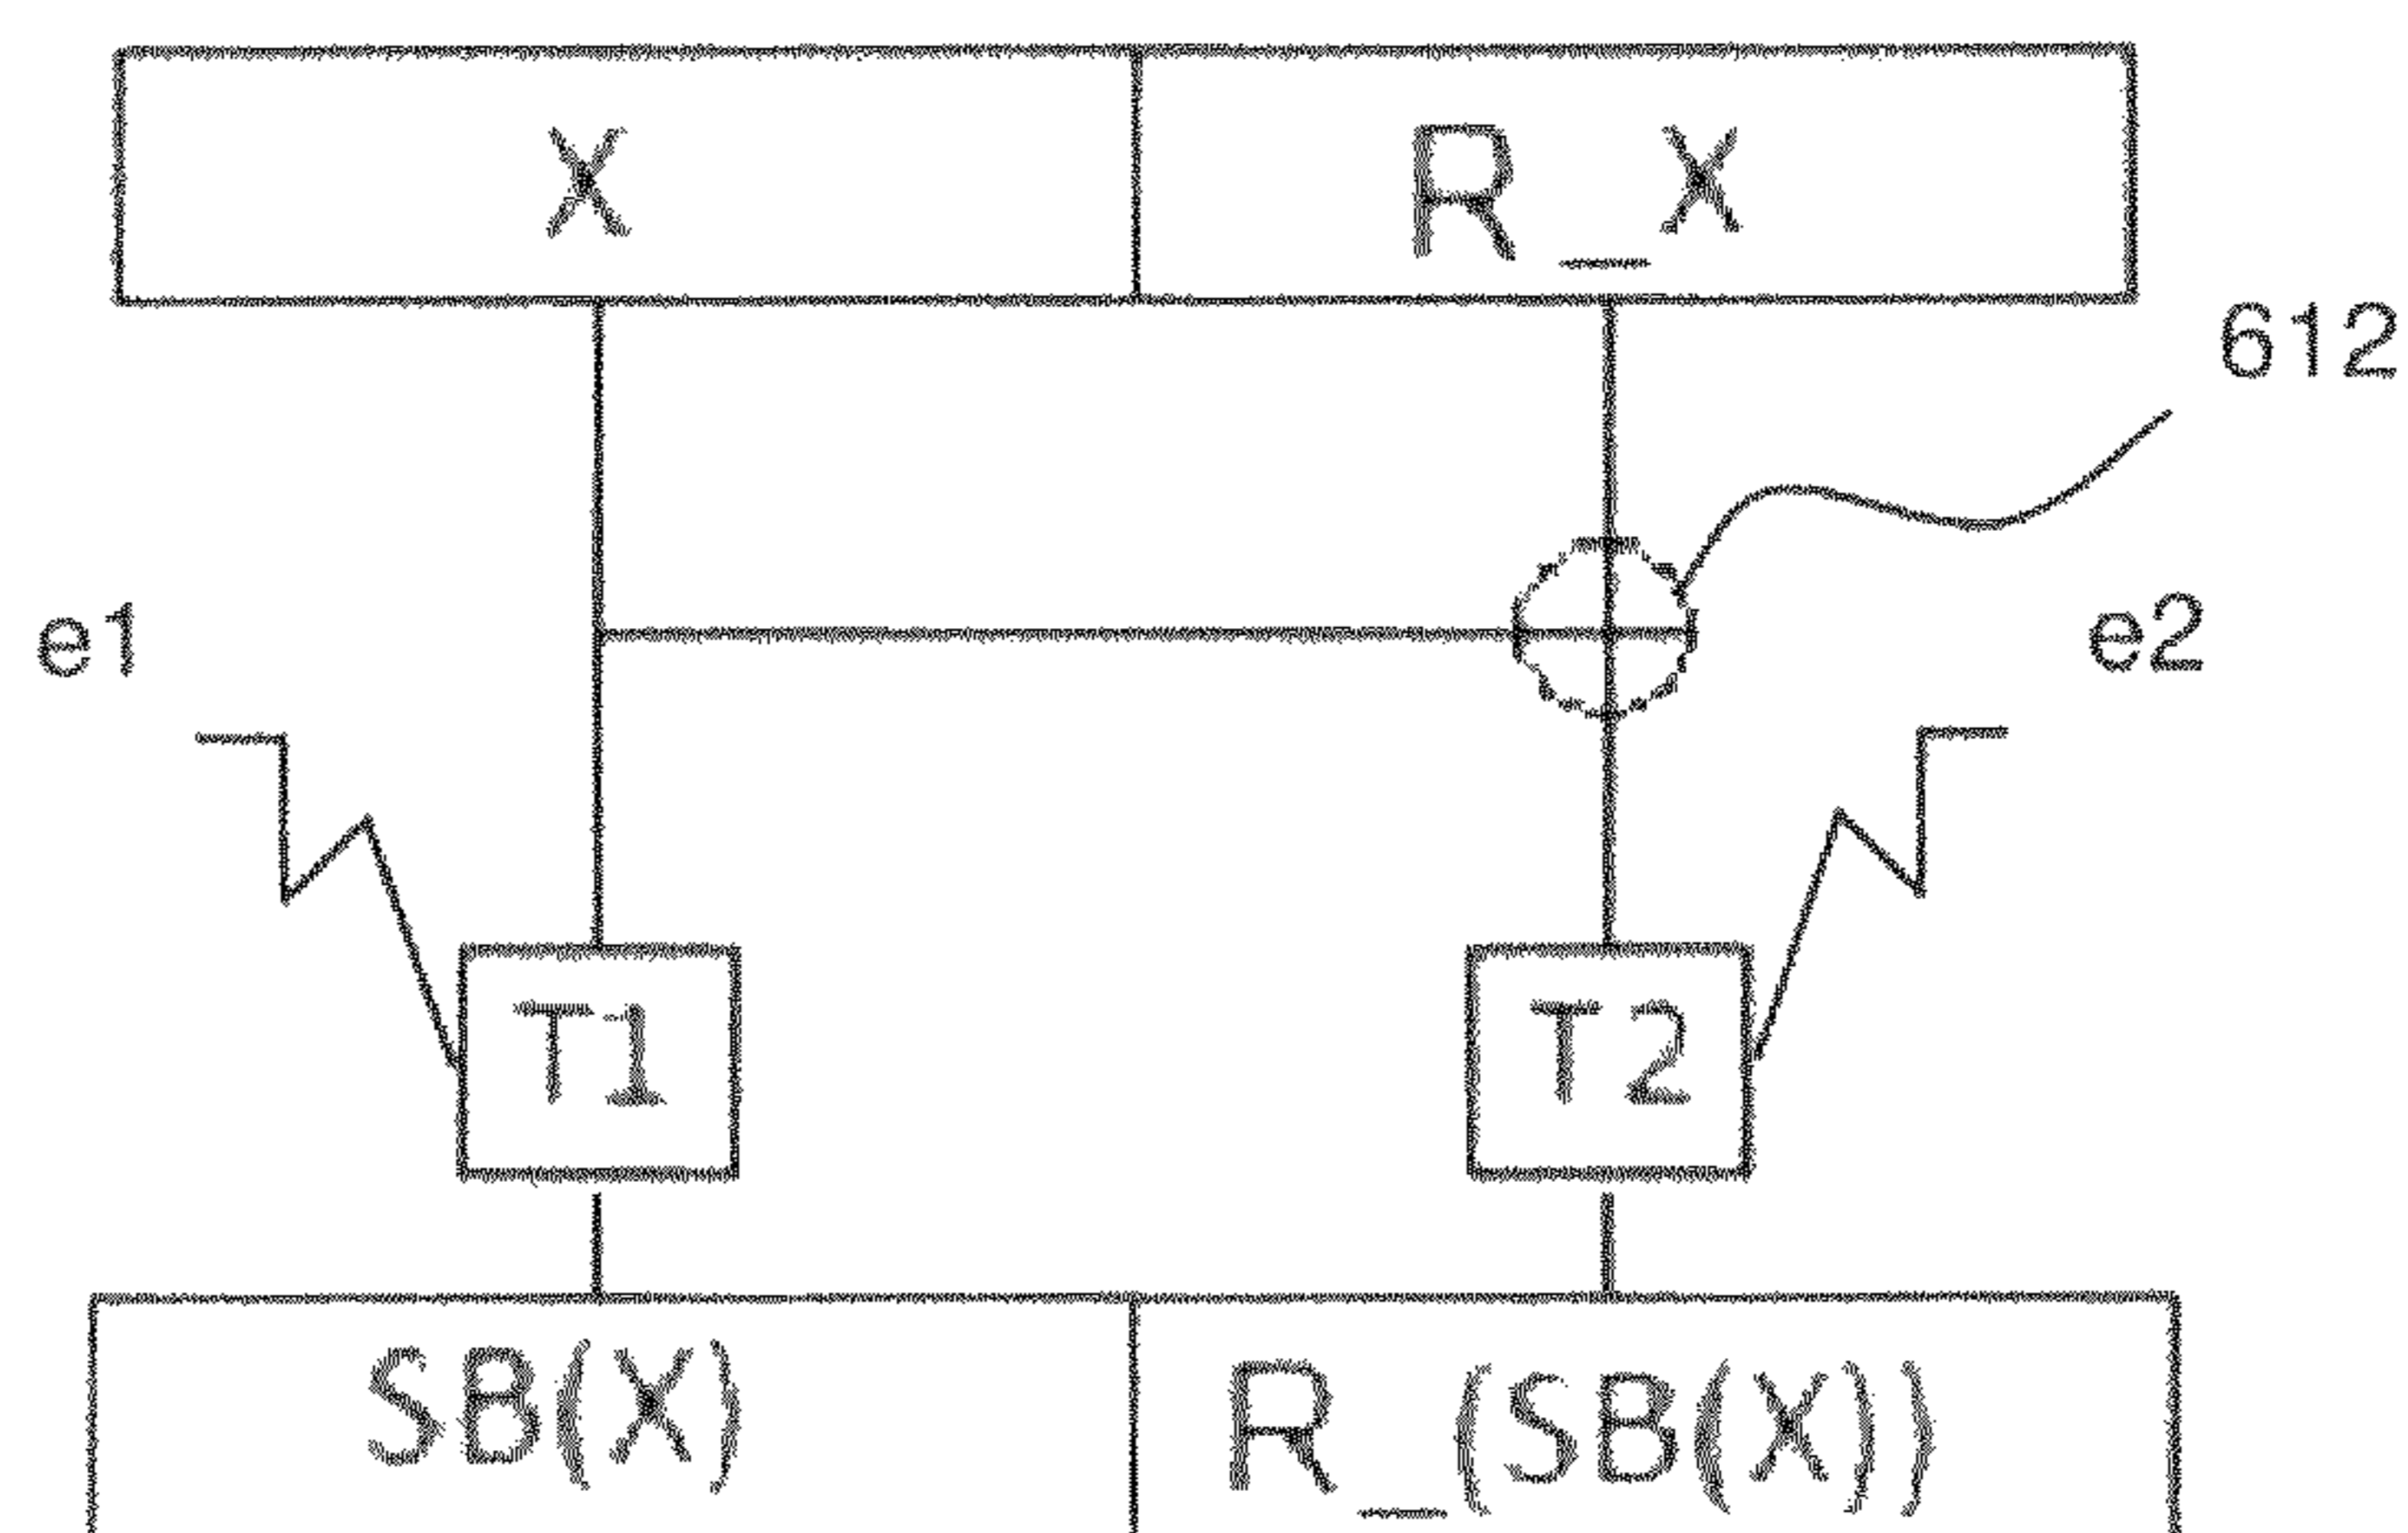 X
R_X
612
e1
e2
T1
T2
SB(X)
R_(SB(X))